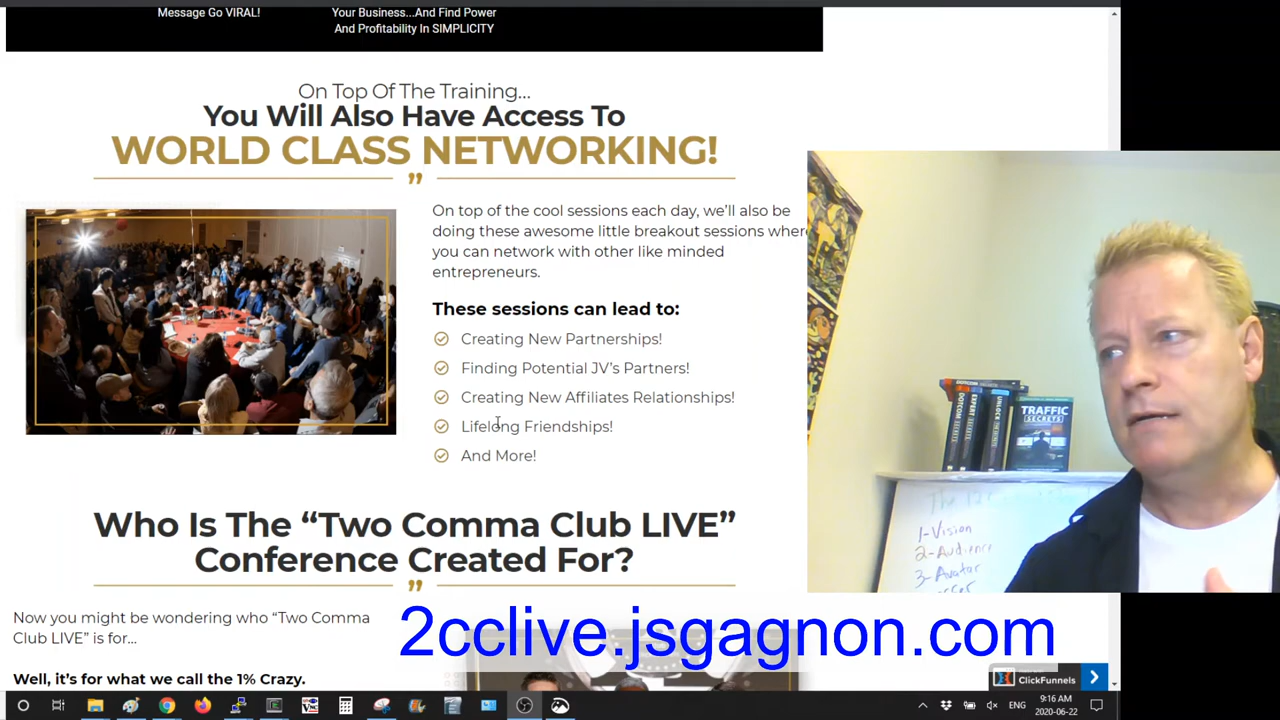 Message Go VIRAL!
Your Business...And Find Power
And Profitability In SIMPLICITY
On Top Of The Training...
You Will Also Have Access To
WORLD CLASS NETWORKING!
On top of the cool sessions each day, we'll also be
doing these awesome little breakout sessions where
you can network with other like minded
entrepreneurs.
These sessions can lead to:
Creating New Partnerships!
Finding Potential JV's Partners!
Creating New Affiliates Relationships!
Lifelong Friendships!
And More!
Who Is The “Two Comma Club LIVE”
Conference Created For?
Now you might be wondering who “Two Comma
Club LIVE” is for...
Well, it's for what we call the 1% Crazy.
2cclive.jsgagnon.com
DOTCOM SECRETS
EXPERT SECRETS
TRAFFIC
SECRETS
1-Vision
2-Audience
3-Avatar
ClickFunnels
ENG
9:16 AM
2020-06-22